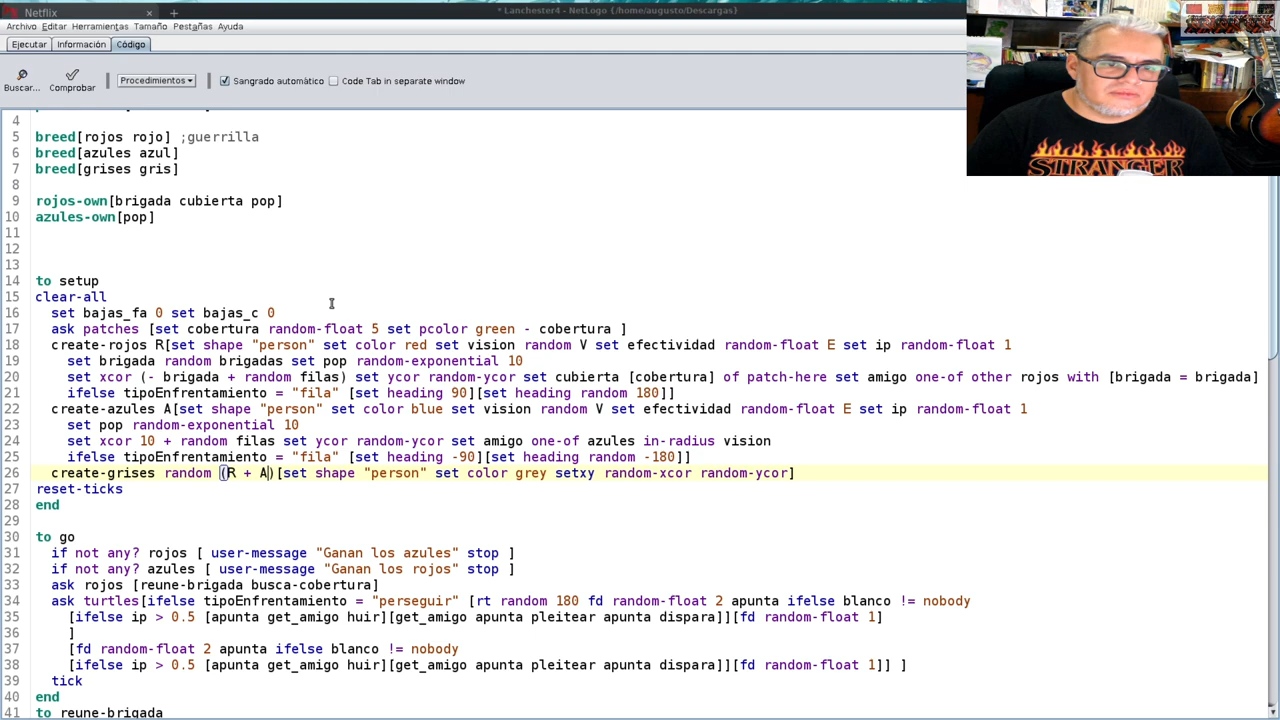 Netflix × +
* Lanchester4 - NetLogo {/home/augusto/Descargas}
Archivo Editar Herramientas Tamaño Pestañas Ayuda
Ejecutar Información Código
Buscar... Comprobar Procedimientos Sangrado automático Code Tab in separate window
4
5 breed[rojos rojo] ;guerrilla
6 breed[azules azul]
7 breed[grises gris]
8
9 rojos-own[brigada cubierta pop]
10 azules-own[pop]
11
12
13
14 to setup
15 clear-all
16 set bajas_fa 0 set bajas_c 0
17 ask patches [set cobertura random-float 5 set pcolor green - cobertura ]
18 create-rojos R[set shape "person" set color red set vision random V set efectividad random-float E set ip random-float 1
19 set brigada random brigadas set pop random-exponential 10
20 set xcor (- brigada + random filas) set ycor random-ycor set cubierta [cobertura] of patch-here set amigo one-of other rojos with [brigada = brigada]
21 ifelse tipoEnfrentamiento = "fila" [set heading 90][set heading random 180]]
22 create-azules A[set shape "person" set color blue set vision random V set efectividad random-float E set ip random-float 1
23 set pop random-exponential 10
24 set xcor 10 + random filas set ycor random-ycor set amigo one-of azules in-radius vision
25 ifelse tipoEnfrentamiento = "fila" [set heading -90][set heading random -180]]
26 create-grises random (R + A)[set shape "person" set color grey setxy random-xcor random-ycor]
27 reset-ticks
28 end
29
30 to go
31 if not any? rojos [ user-message "Ganan los azules" stop ]
32 if not any? azules [ user-message "Ganan los rojos" stop ]
33 ask rojos [reune-brigada busca-cobertura]
34 ask turtles[ifelse tipoEnfrentamiento = "perseguir" [rt random 180 fd random-float 2 apunta ifelse blanco != nobody
35 [ifelse ip > 0.5 [apunta get_amigo huir][get_amigo apunta pleitear apunta dispara]][fd random-float 1]
36 ]
37 [fd random-float 2 apunta ifelse blanco != nobody
38 [ifelse ip > 0.5 [apunta get_amigo huir][get_amigo apunta pleitear apunta dispara]][fd random-float 1]] ]
39 tick
40 end
41 to reune-brigada
STRANGER